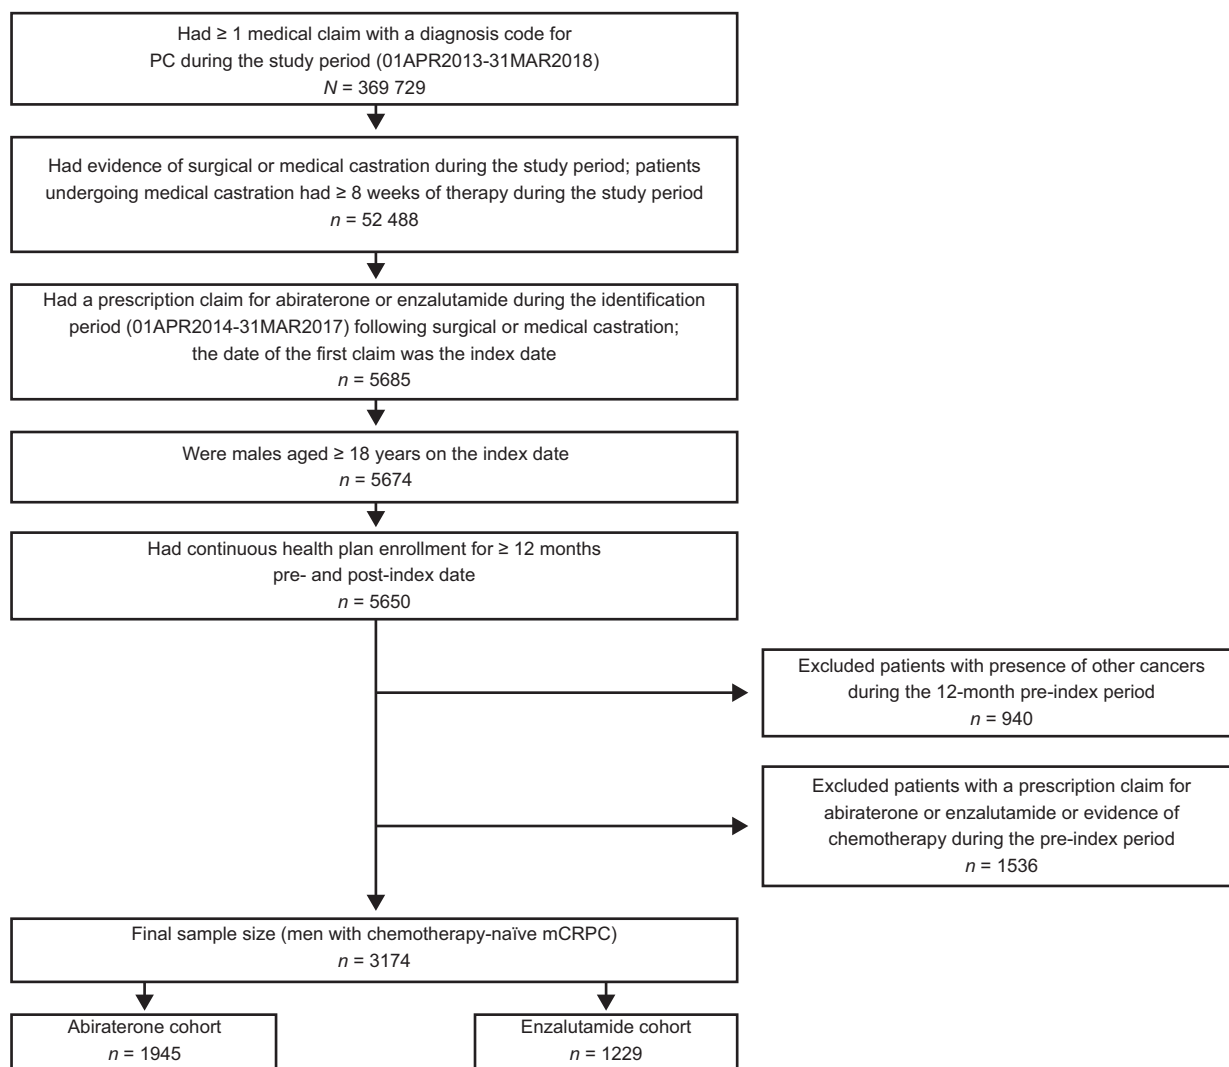 Had ≥ 1 medical claim with a diagnosis code for
PC during the study period (01APR2013-31MAR2018)
N = 369 729
Had evidence of surgical or medical castration during the study period; patients
undergoing medical castration had ≥ 8 weeks of therapy during the study period
n = 52 488
Had a prescription claim for abiraterone or enzalutamide during the identification
period (01APR2014-31MAR2017) following surgical or medical castration;
the date of the first claim was the index date
n = 5685
Were males aged ≥ 18 years on the index date
n = 5674
Had continuous health plan enrollment for ≥ 12 months
pre- and post-index date
n = 5650
Excluded patients with presence of other cancers
during the 12-month pre-index period
n = 940
Excluded patients with a prescription claim for
abiraterone or enzalutamide or evidence of
chemotherapy during the pre-index period
n = 1536
Final sample size (men with chemotherapy-naïve mCRPC)
n = 3174
Abiraterone cohort
n = 1945
Enzalutamide cohort
n = 1229